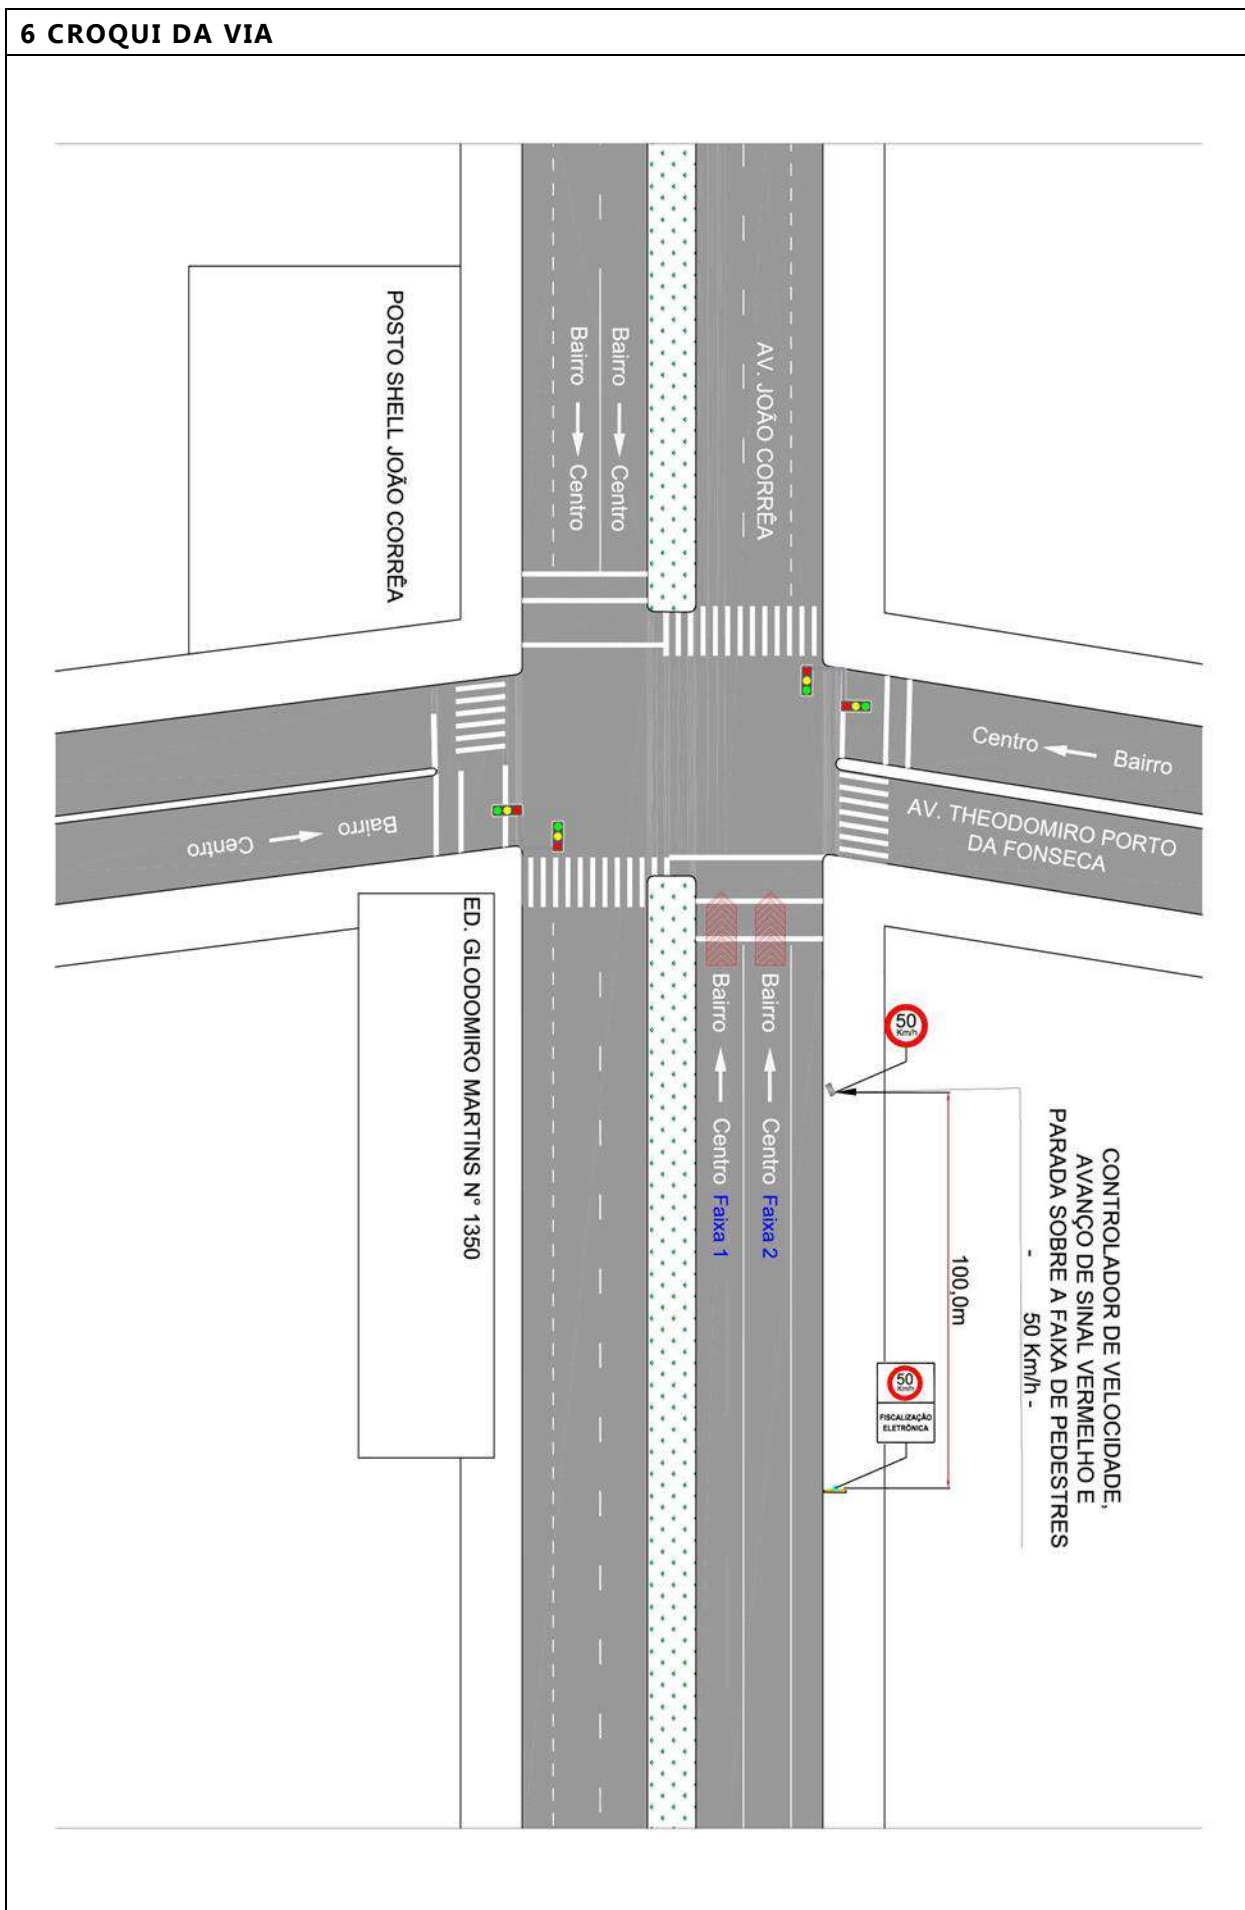 6 CROQUI DA VIA
POSTO SHELL JOÃO CORRÊA
Bairro
Centro
Bairro
Centro
AV. JOÃO CORRÊA
Centro
Bairro
AV. THEODOMIRO PORTO
DA FONSECA
Bairro
Centro
ED. GLODOMIRO MARTINS N° 1350
Bairro
Centro
Faixa 1
Bairro
Centro
Faixa 2
50
Km/h
100,0m
50
Km/h
FISCALIZAÇÃO
ELETRÔNICA
CONTROLADOR DE VELOCIDADE,
AVANÇO DE SINAL VERMELHO E
PARADA SOBRE A FAIXA DE PEDESTRES
- 50 Km/h -